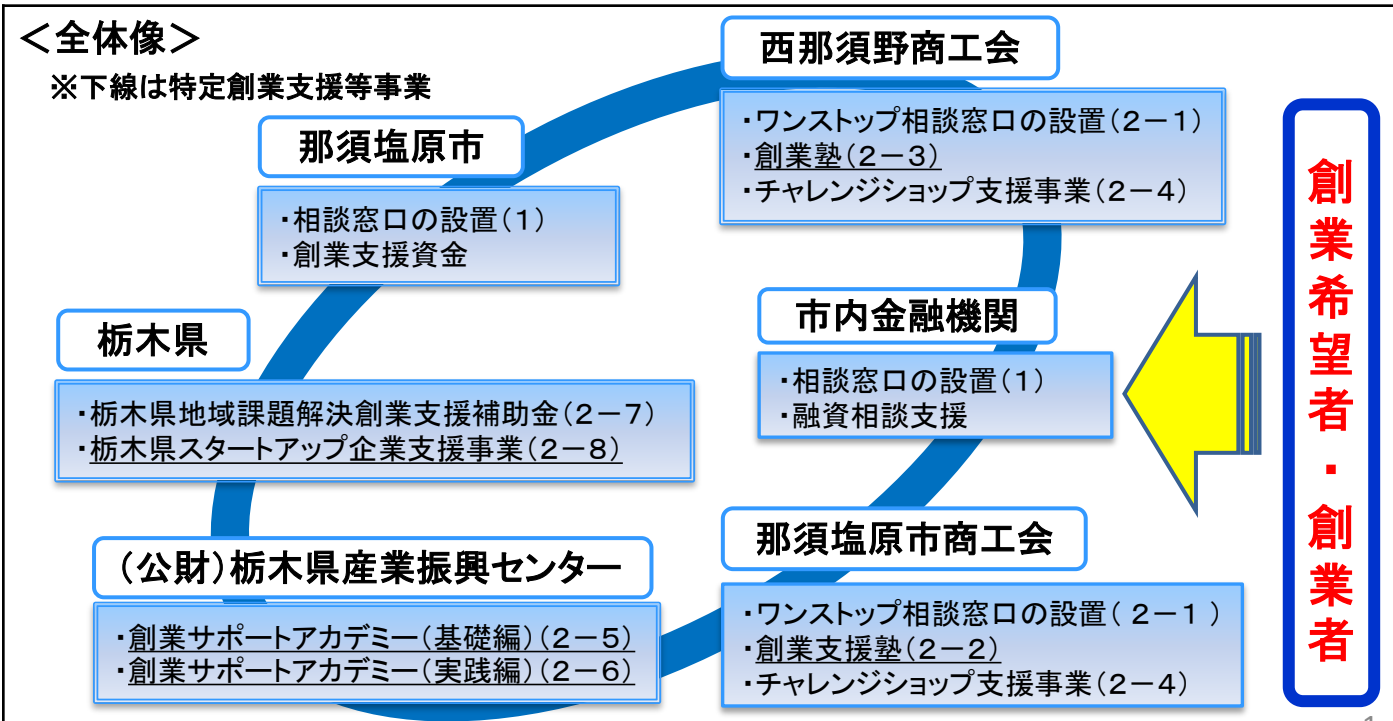 ＜全体像＞
※下線は特定創業支援等事業
那須塩原市
・相談窓口の設置(1)
・創業支援資金
西那須野商工会
・ワンストップ相談窓口の設置(2－1)
・創業塾(2－3)
・チャレンジショップ支援事業(2－4)
栃木県
・栃木県地域課題解決創業支援補助金(2－7)
・栃木県スタートアップ企業支援事業(2－8)
市内金融機関
・相談窓口の設置(1)
・融資相談支援
(公財)栃木県産業振興センター
・創業サポートアカデミー(基礎編)(2－5)
・創業サポートアカデミー(実践編)(2－6)
那須塩原市商工会
・ワンストップ相談窓口の設置( 2－1 )
・創業支援塾(2－2)
・チャレンジショップ支援事業(2－4)
創業希望者・創業者